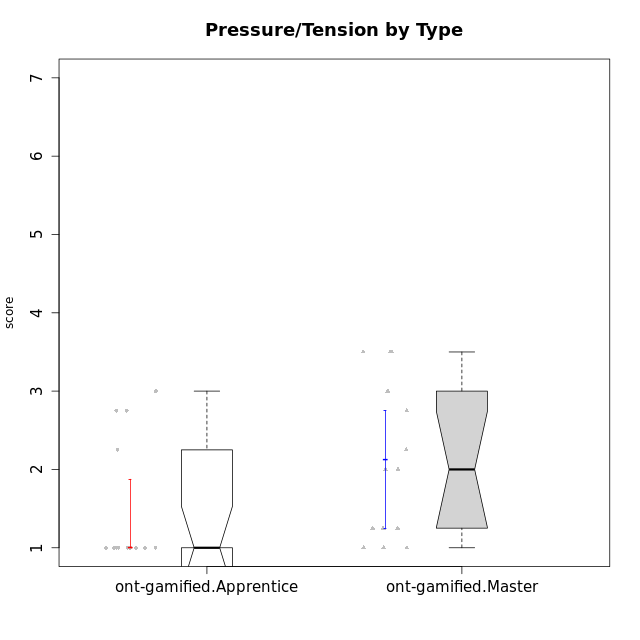 Pressure/Tension by Type
score
7
6
5
4
3
2
1
ont-gamified.Apprentice
ont-gamified.Master